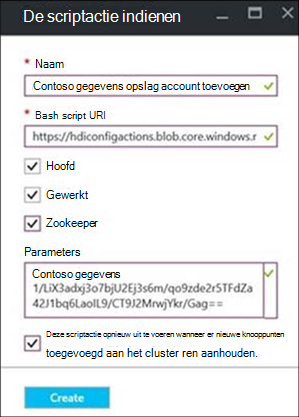 De scriptactie indienen
* Naam
Contoso gegevens opslag account toevoegen
* Bash script URI
https://hdiconfigactions.blob.core.windows.r
Hoofd
Gewerkt
Zookeeper
Parameters
Contoso gegevens
1/LiX3adxj3o7bjU2Ej3s6m/qo9zde2r5TFdZa
42J1bq6LaolL9/CT9J2MrwjYkr/Gag==
Deze scriptactie opnieuw uit te voeren wanneer er nieuwe knooppunten
toegevoegd aan het cluster ren aanhouden.
Create